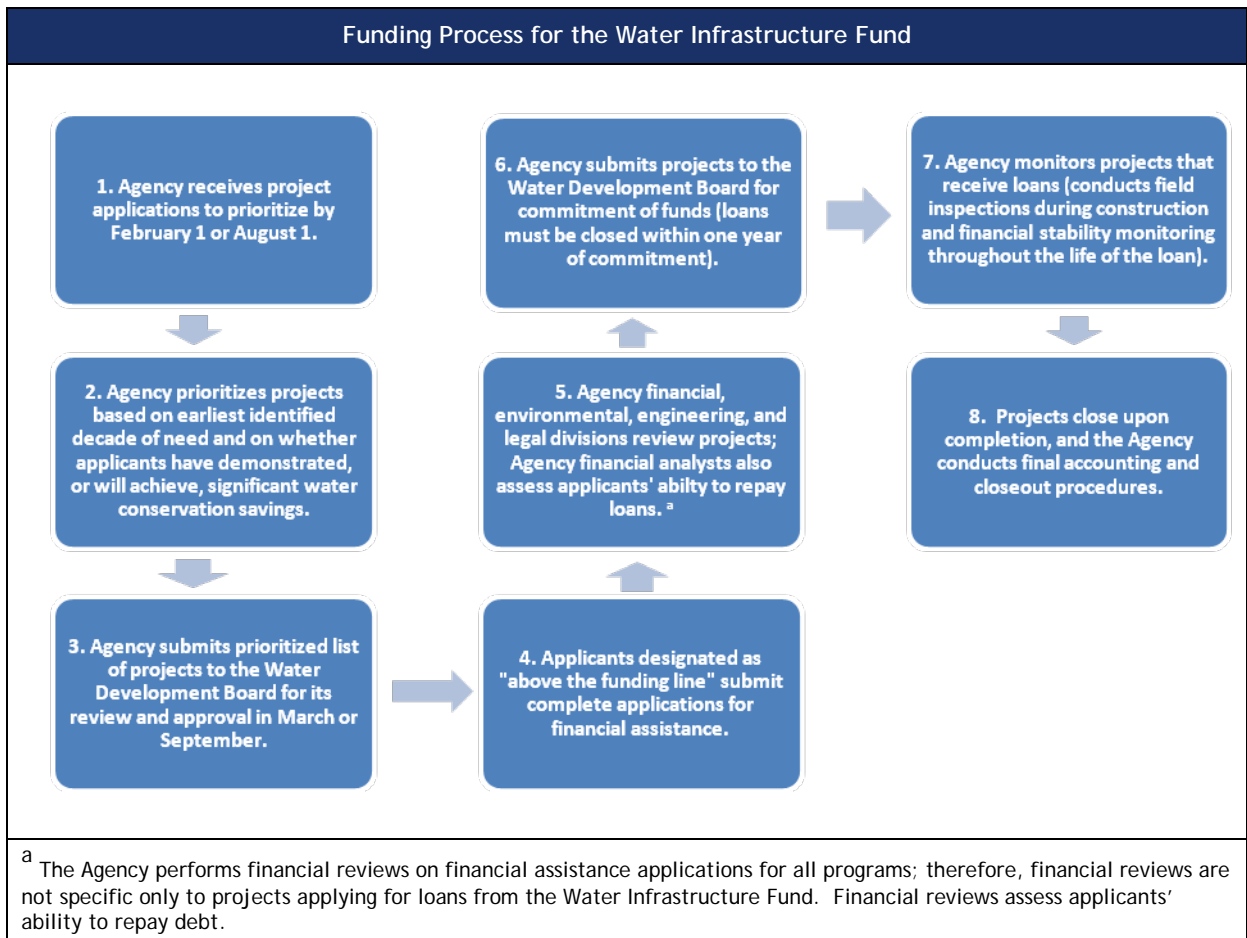 Funding Process for the Water Infrastructure Fund
1. Agency receives project
applications to prioritize by
February 1 or August 1.
2. Agency prioritizes projects
based on earliest identified
decade of need and on whether
applicants have demonstrated,
or will achieve, significant water
conservation savings.
3. Agency submits prioritized list
of projects to the Water
Development Board for its
review and approval in March or
September.
4. Applicants designated as
"above the funding line" submit
complete applications for
financial assistance.
5. Agency financial,
environmental, engineering, and
legal divisions review projects;
Agency financial analysts also
assess applicants' abilty to repay
loans. a
6. Agency submits projects to the
Water Development Board for
commitment of funds (loans
must be closed within one year
of commitment).
7. Agency monitors projects that
receive loans (conducts field
inspections during construction
and financial stability monitoring
throughout the life of the loan).
8. Projects close upon
completion, and the Agency
conducts final accounting and
closeout procedures.
a The Agency performs financial reviews on financial assistance applications for all programs; therefore, financial reviews are
not specific only to projects applying for loans from the Water Infrastructure Fund. Financial reviews assess applicants'
ability to repay debt.